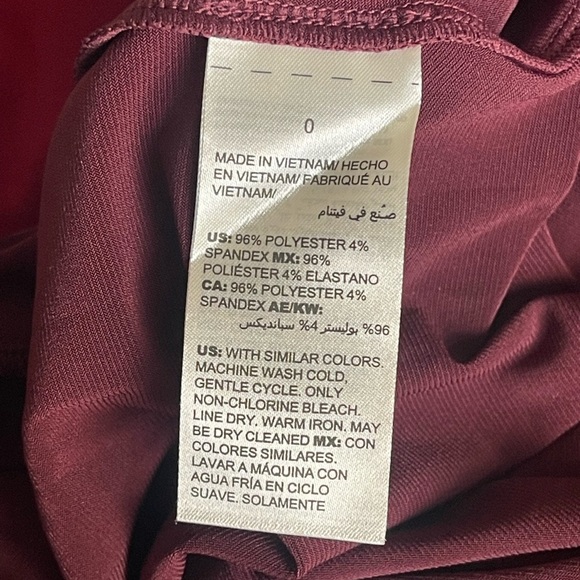 0
MADE IN VIETNAM/ HECHO
EN VIETNAM/ FABRIQUÉ AU
VIETNAM/
صُنع في فيتنام
US: 96% POLYESTER 4%
SPANDEX MX: 96%
POLIÉSTER 4% ELASTANO
CA: 96% POLYESTER 4%
SPANDEX AE/KW:
96% بوليستر 4% سبانديكس
US: WITH SIMILAR COLORS.
MACHINE WASH COLD,
GENTLE CYCLE. ONLY
NON-CHLORINE BLEACH.
LINE DRY. WARM IRON. MAY
BE DRY CLEANED MX: CON
COLORES SIMILARES.
LAVAR A MÁQUINA CON
AGUA FRÍA EN CICLO
SUAVE. SOLAMENTE